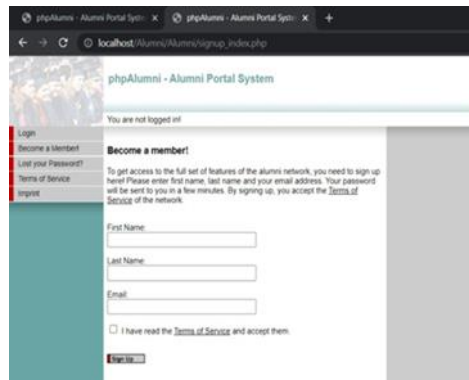 phpAlumni - Alumni Portal Syste
phpAlumni - Alumni Portal Syste
localhost/Alumni/Alumni/signup_index.php
phpAlumni - Alumni Portal System
You are not logged in!
Login
Become a Member!
Lost your Password?
Terms of Service
Imprint
Become a member!
To get access to the full set of features of the alumni network, you need to sign up
here! Please enter first name, last name and your email address. Your password
will be sent to you in a few minutes. By signing up, you accept the Terms of
Service of the network.
First Name:
Last Name:
Email:
I have read the Terms of Service and accept them.
Sign Up